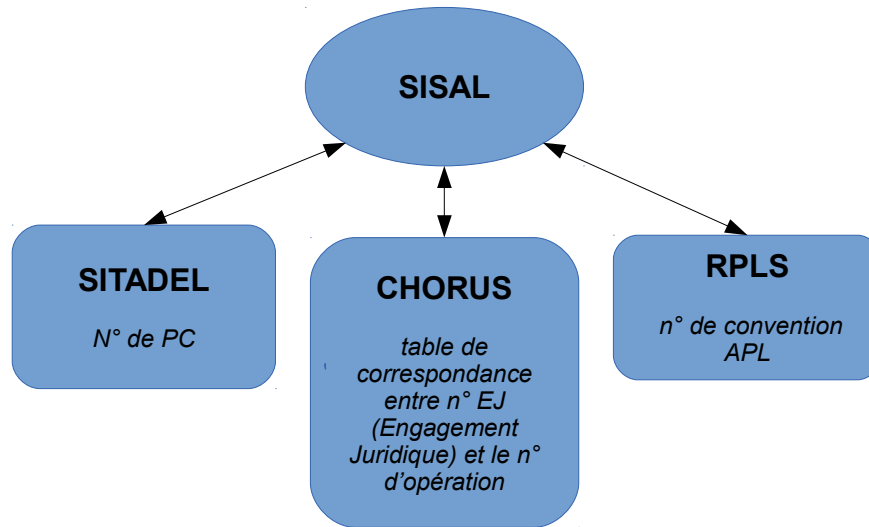 SISAL
SITADEL
N° de PC
CHORUS
table de
correspondance
entre n° EJ
(Engagement
Juridique) et le n°
d'opération
RPLS
n° de convention
APL